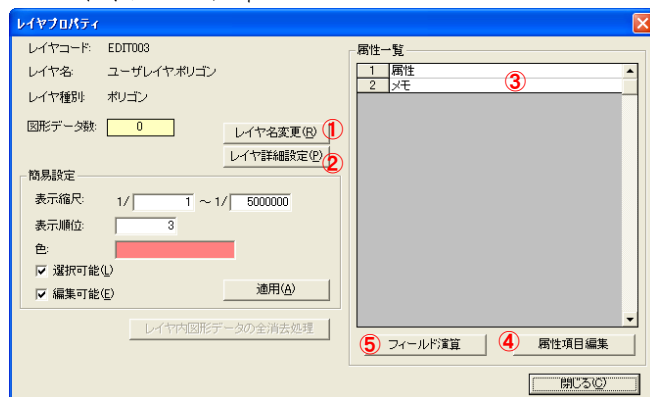 レイヤプロパティ
レイヤコード: EDIT003
レイヤ名: ユーザレイヤポリゴン
レイヤ種別: ポリゴン
図形データ数: 0
レイヤ名変更(R) ①
レイヤ詳細設定(P) ②
簡易設定
表示縮尺: 1/ 1 ～ 1/ 5000000
表示順位: 3
色:
選択可能(L)
編集可能(E)
適用(A)
レイヤ内図形データの全消去処理
属性一覧
1 属性
2 メモ
③
⑤ フィールド演算
④ 属性項目編集
閉じる(C)